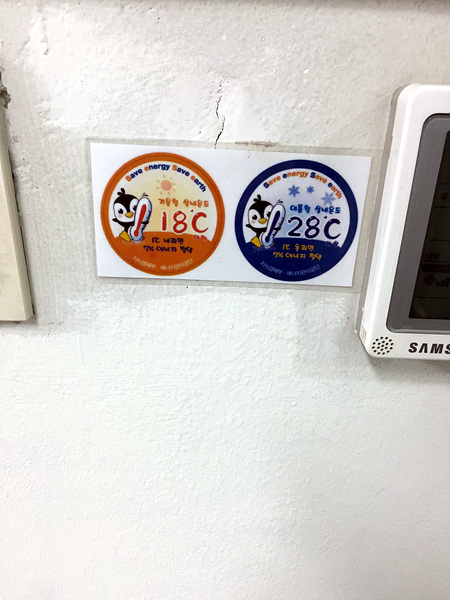 Save energy Save earth
겨울철 실내온도
18℃
1℃ 내리면
7% 에너지 절약
Save energy Save earth
여름철 실내온도
28℃
1℃ 올리면
7% 에너지 절약
SAMS